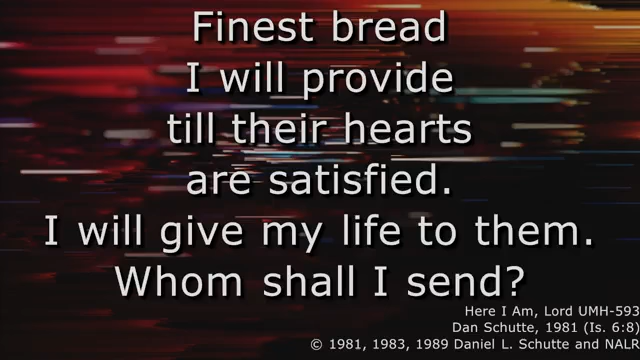 Finest bread
I will provide
till their hearts
are satisfied.
I will give my life to them.
Whom shall I send?
Here I Am, Lord UMH-593
Dan Schutte, 1981 (Is. 6:8)
© 1981, 1983, 1989 Daniel L. Schutte and NALR